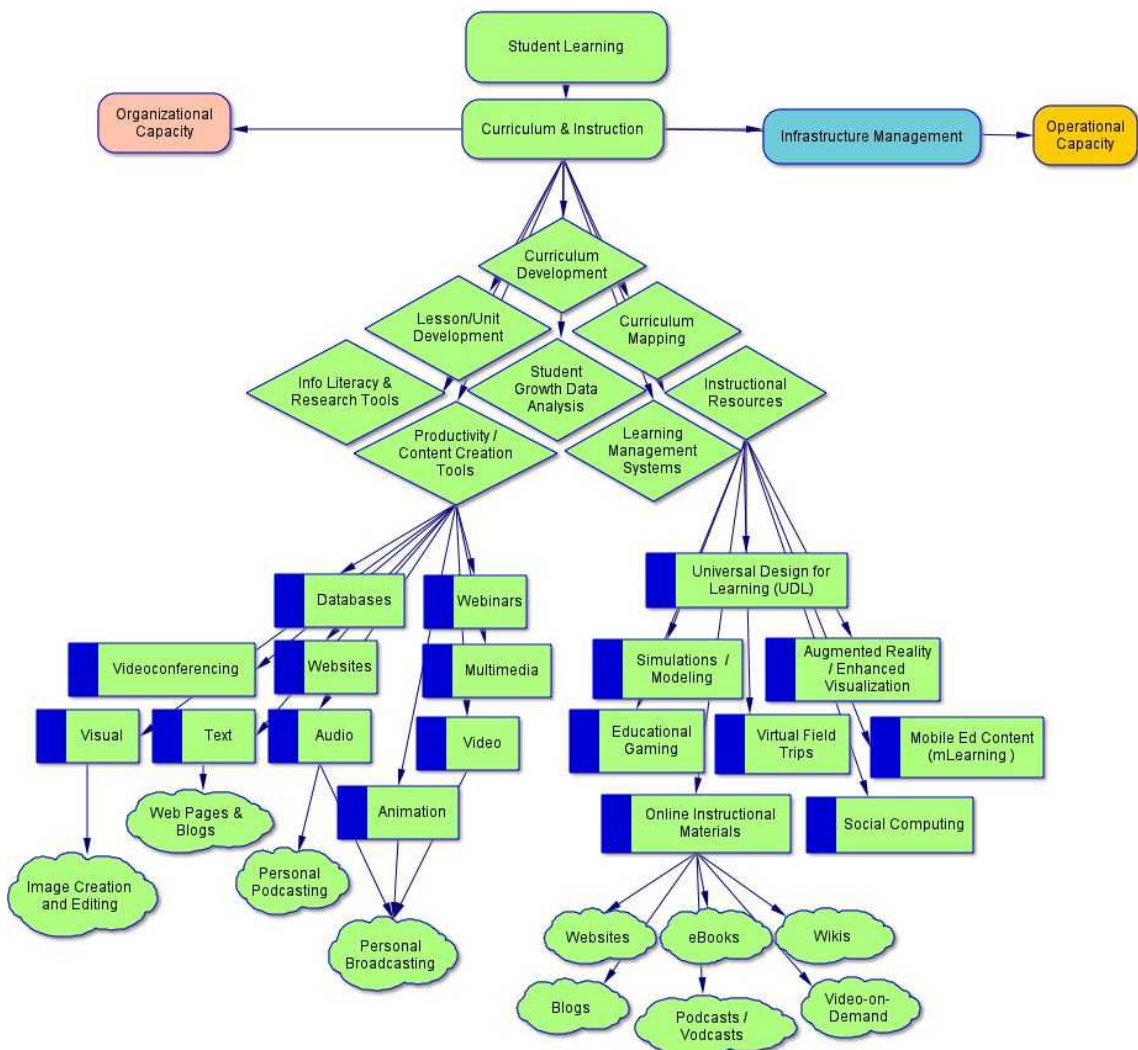 Student Learning
Organizational
Capacity
Curriculum & Instruction
Infrastructure Management
Operational
Capacity
Curriculum
Development
Lesson/Unit
Development
Curriculum
Mapping
Info Literacy &
Research Tools
Student
Growth Data
Analysis
Instructional
Resources
Productivity /
Content Creation
Tools
Learning
Management
Systems
Databases
Webinars
Universal Design for
Learning (UDL)
Videoconferencing
Websites
Multimedia
Simulations /
Modeling
Augmented Reality
/ Enhanced
Visualization
Visual
Text
Audio
Video
Educational
Gaming
Virtual Field
Trips
Mobile Ed Content
(mLearning )
Web Pages &
Blogs
Animation
Online Instructional
Materials
Social Computing
Image Creation
and Editing
Personal
Podcasting
Personal
Broadcasting
Websites
eBooks
Wikis
Blogs
Podcasts /
Vodcasts
Video-on-
Demand